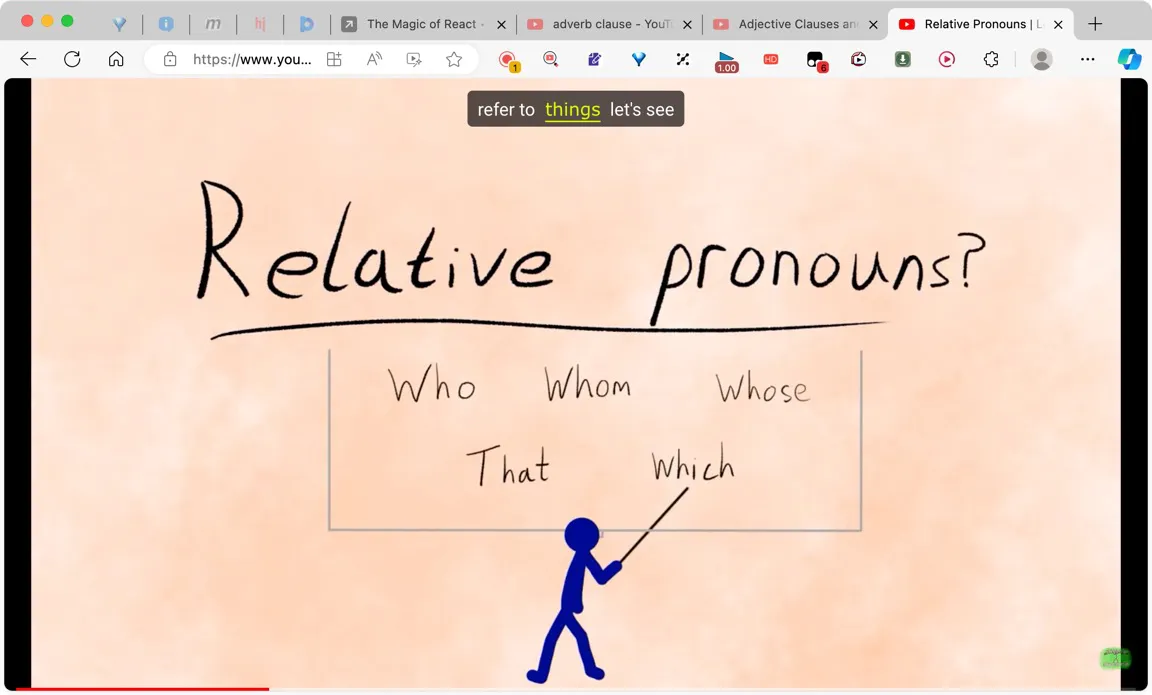 The Magic of React -
adverb clause - YouT
Adjective Clauses an
Relative Pronouns | L
https://www.you...
1
1.00
HD
6
refer to things let's see
Relative pronouns?
Who Whom Whose
That Which